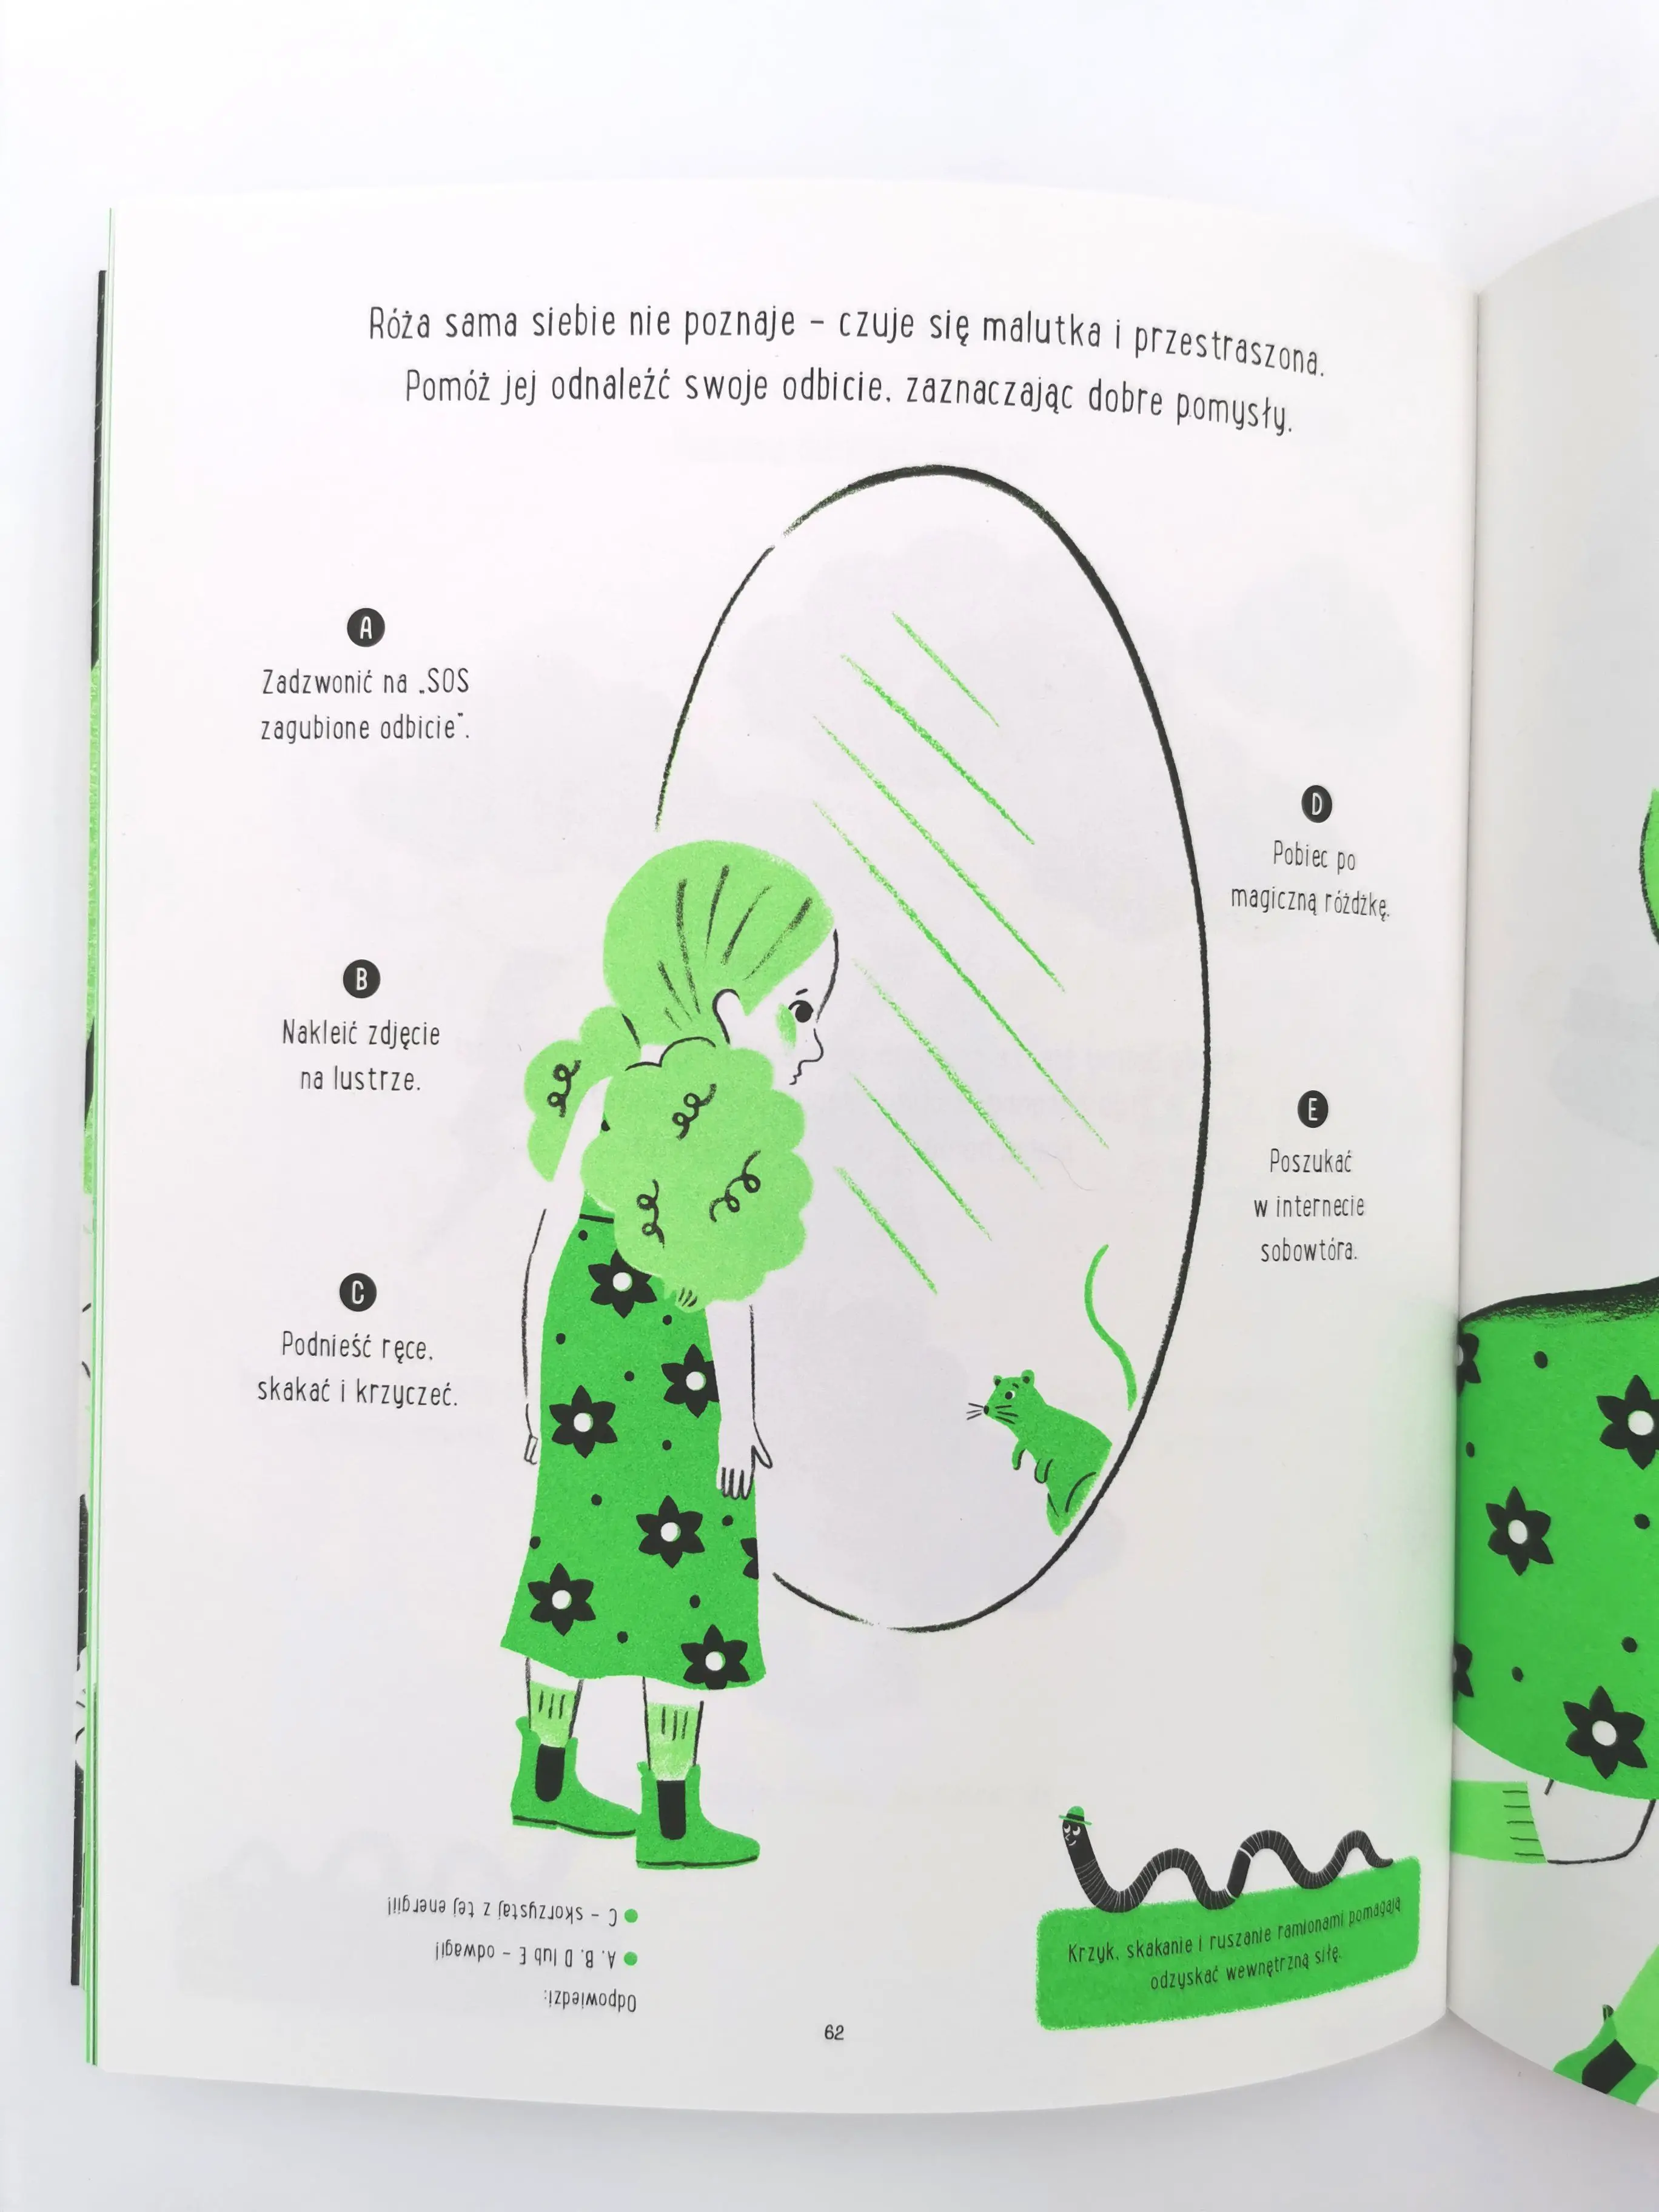 Róża sama siebie nie poznaje – czuje się malutka i przestraszona.
Pomóż jej odnaleźć swoje odbicie, zaznaczając dobre pomysły.
A
Zadzwonić na „SOS
zagubione odbicie”.
B
Nakleić zdjęcie
na lustrze.
C
Podnieść ręce,
skakać i krzyczeć.
D
Pobiec po
magiczną różdżkę.
E
Poszukać
w internecie
sobowtóra.
Krzyk, skakanie i ruszanie ramionami pomagają
odzyskać wewnętrzną siłę.
Odpowiedzi:
● A, B, D lub E – odwagi!
● C – skorzystaj z tej energii!
62